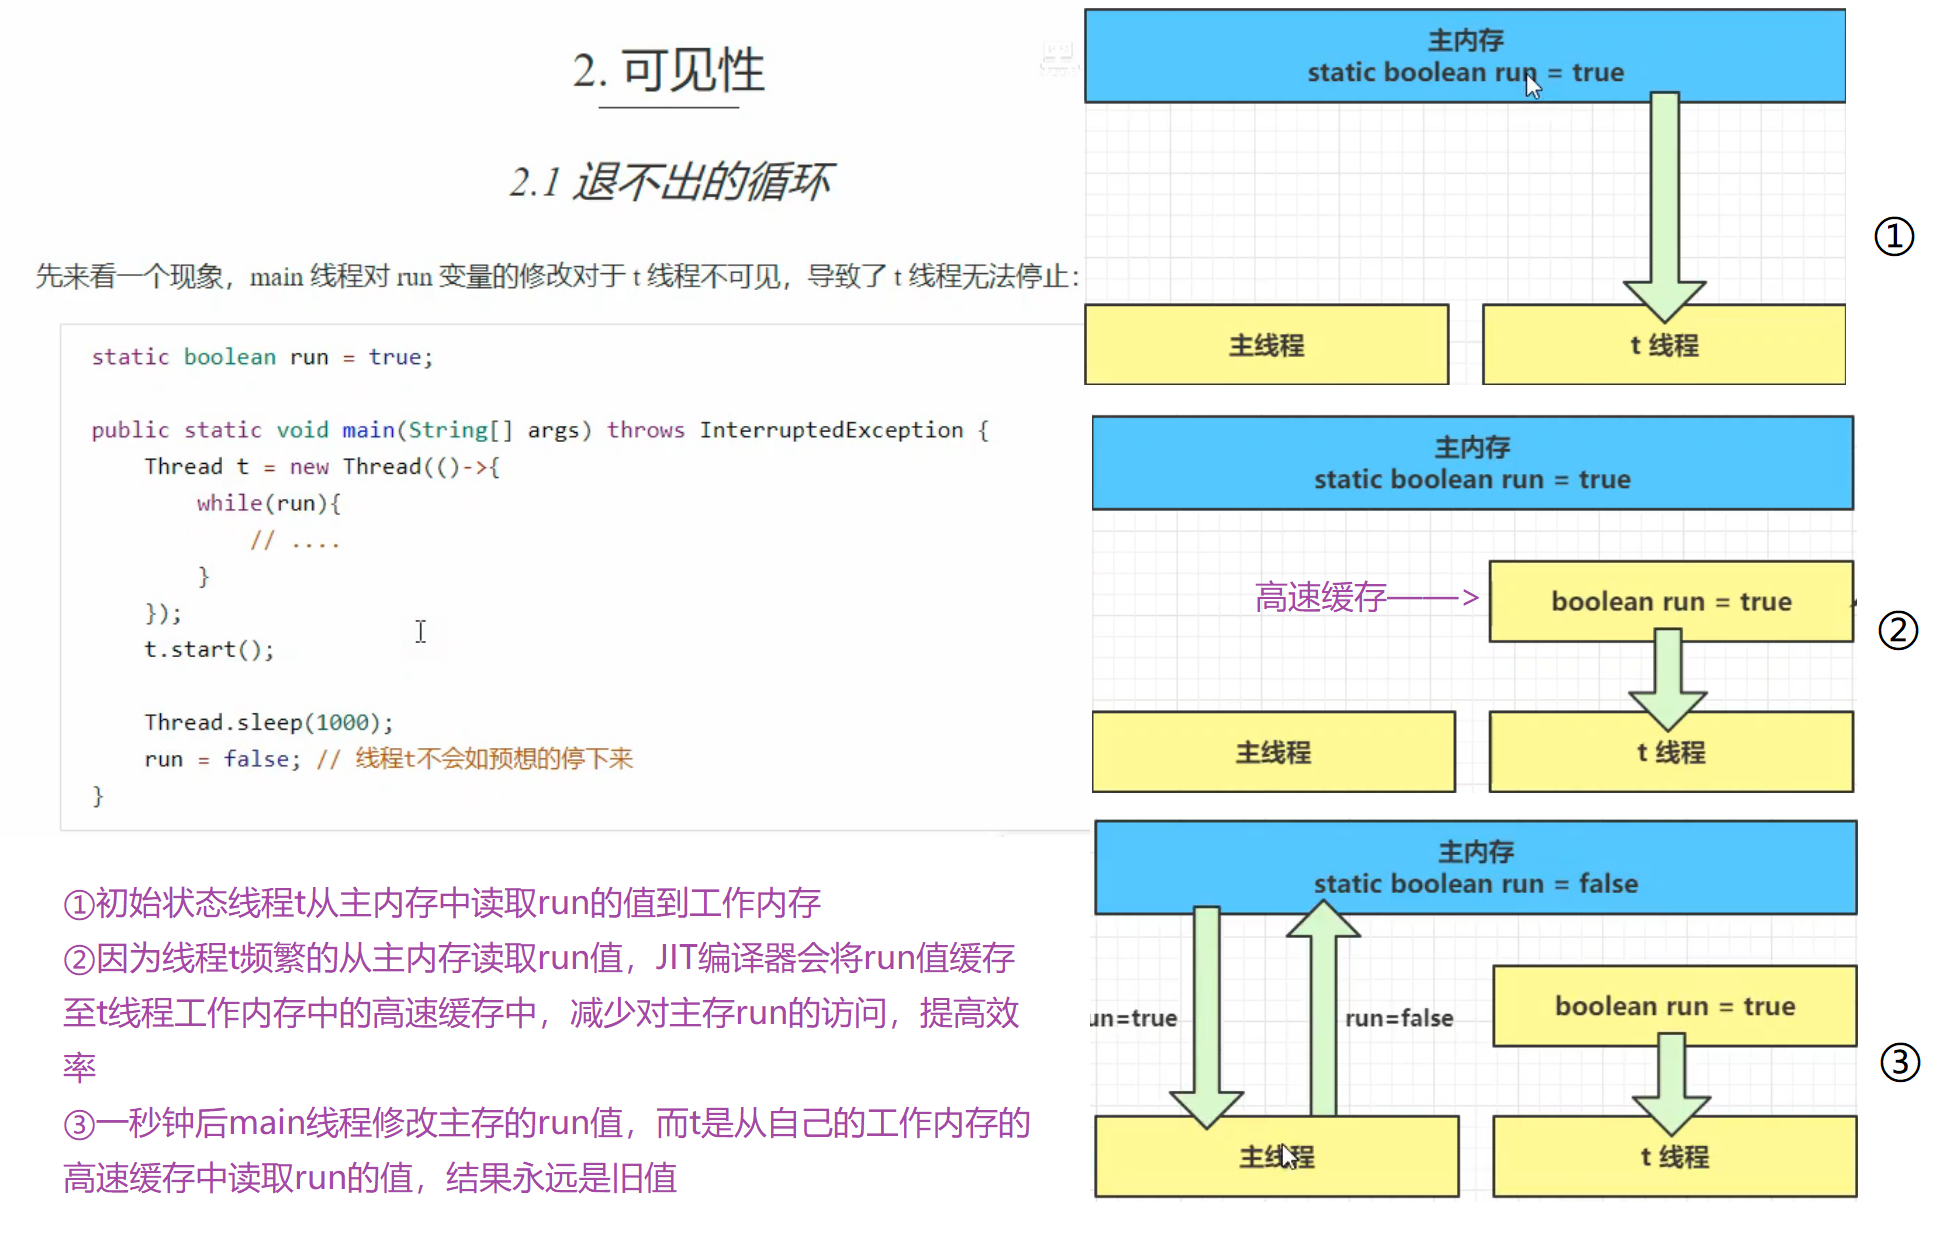 2. 可见性
2.1 退不出的循环
先来看一个现象，main 线程对 run 变量的修改对于 t 线程不可见，导致了 t 线程无法停止：
static boolean run = true;
public static void main(String[] args) throws InterruptedException {
    Thread t = new Thread(()->{
        while(run){
            // ....
        }
    });
    t.start();
    Thread.sleep(1000);
    run = false; // 线程t不会如预想的停下来
}
①初始状态线程t从主内存中读取run的值到工作内存
②因为线程t频繁的从主内存读取run值，JIT编译器会将run值缓存
至t线程工作内存中的高速缓存中，减少对主存run的访问，提高效
率
③一秒钟后main线程修改主存的run值，而t是从自己的工作内存的
高速缓存中读取run的值，结果永远是旧值
主内存
static boolean run = true
①
主线程
t 线程
主内存
static boolean run = true
高速缓存——>
boolean run = true
②
主线程
t 线程
主内存
static boolean run = false
un=true
run=false
boolean run = true
③
主线程
t 线程